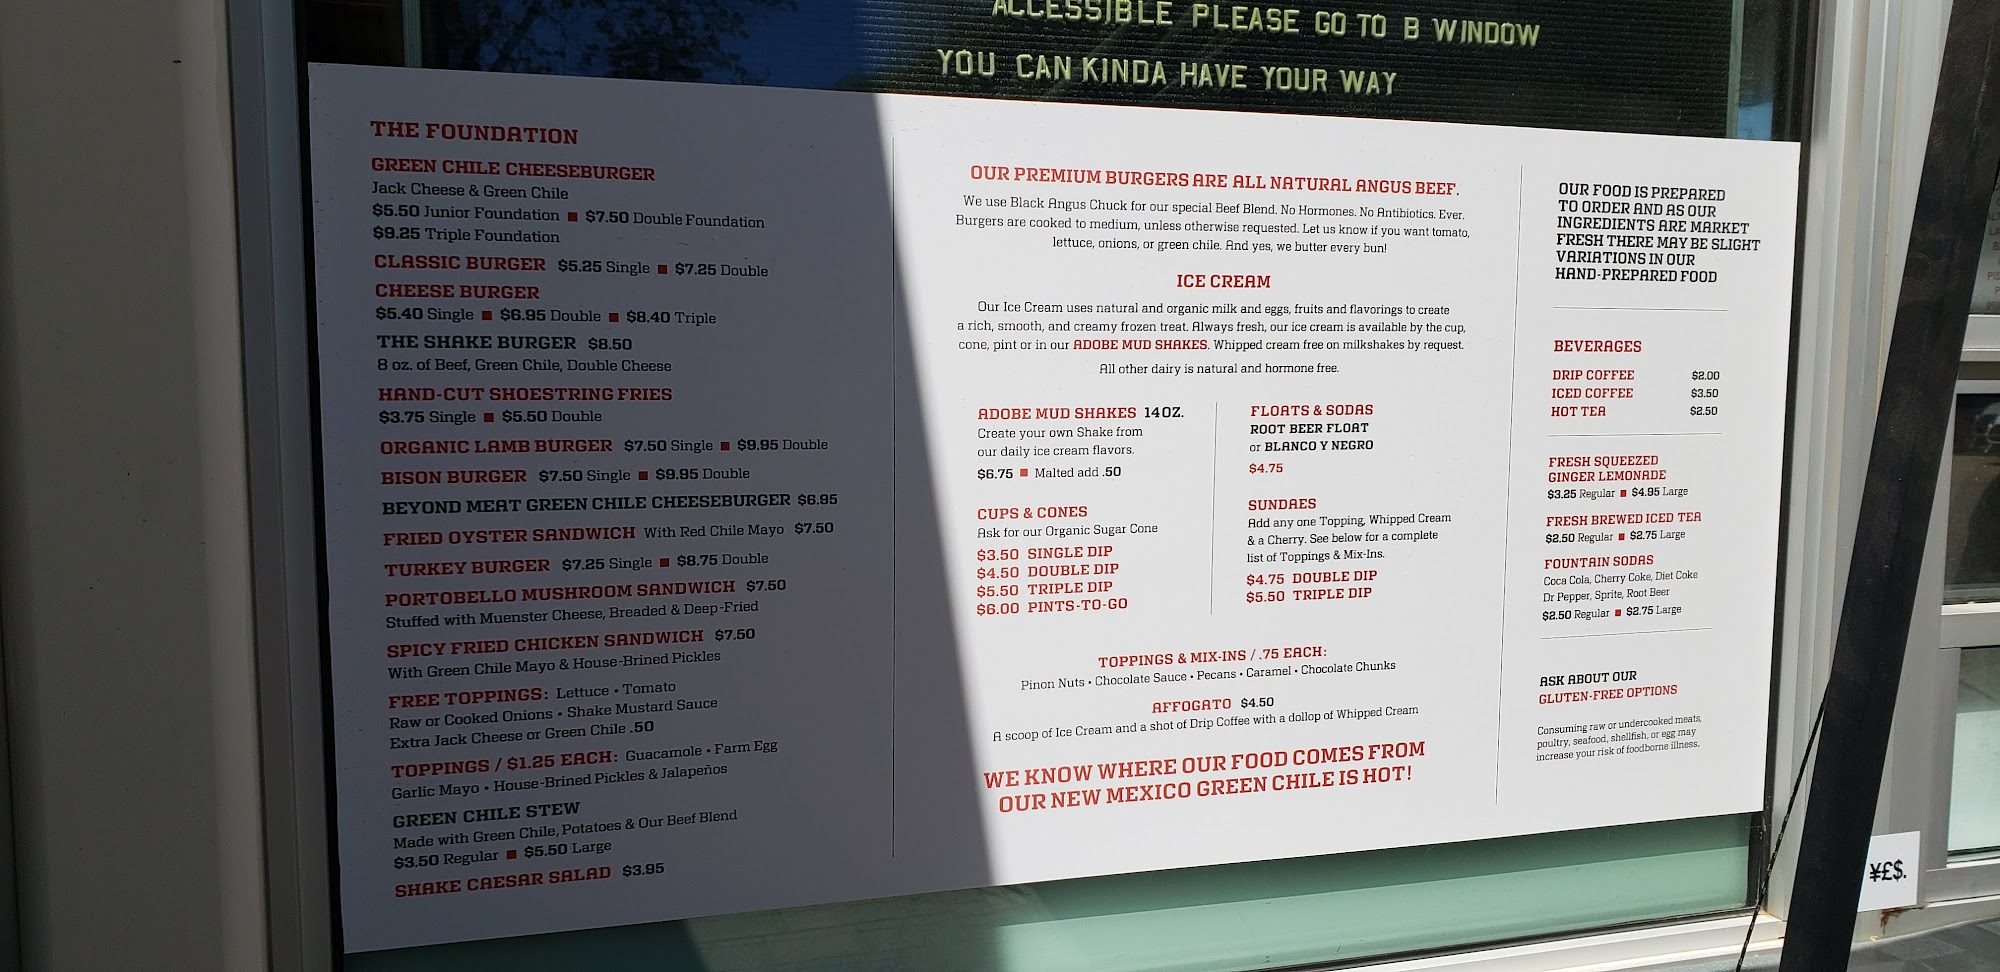 ACCESSIBLE PLEASE GO TO B WINDOW
YOU CAN KINDA HAVE YOUR WAY
THE FOUNDATION
GREEN CHILE CHEESEBURGER
Jack Cheese & Green Chile
$5.50 Junior Foundation ■ $7.50 Double Foundation
$9.25 Triple Foundation
CLASSIC BURGER $5.25 Single ■ $7.25 Double
CHEESE BURGER
$5.40 Single ■ $6.95 Double ■ $8.40 Triple
THE SHAKE BURGER $8.50
8 oz. of Beef, Green Chile, Double Cheese
HAND-CUT SHOESTRING FRIES
$3.75 Single ■ $5.50 Double
ORGANIC LAMB BURGER $7.50 Single ■ $9.95 Double
BISON BURGER $7.50 Single ■ $9.95 Double
BEYOND MEAT GREEN CHILE CHEESEBURGER $6.95
FRIED OYSTER SANDWICH With Red Chile Mayo $7.50
TURKEY BURGER $7.25 Single ■ $8.75 Double
PORTOBELLO MUSHROOM SANDWICH $7.50
Stuffed with Muenster Cheese, Breaded & Deep-Fried
SPICY FRIED CHICKEN SANDWICH $7.50
With Green Chile Mayo & House-Brined Pickles
FREE TOPPINGS: Lettuce • Tomato
Raw or Cooked Onions • Shake Mustard Sauce
Extra Jack Cheese or Green Chile .50
TOPPINGS / $1.25 EACH: Guacamole • Farm Egg
Garlic Mayo • House-Brined Pickles & Jalapeños
GREEN CHILE STEW
Made with Green Chile, Potatoes & Our Beef Blend
$3.50 Regular ■ $5.50 Large
SHAKE CAESAR SALAD $3.95
OUR PREMIUM BURGERS ARE ALL NATURAL ANGUS BEEF.
We use Black Angus Chuck for our special Beef Blend. No Hormones. No Antibiotics. Ever.
Burgers are cooked to medium, unless otherwise requested. Let us know if you want tomato,
lettuce, onions, or green chile. And yes, we butter every bun!
ICE CREAM
Our Ice Cream uses natural and organic milk and eggs, fruits and flavorings to create
a rich, smooth, and creamy frozen treat. Always fresh, our ice cream is available by the cup,
cone, pint or in our ADOBE MUD SHAKES. Whipped cream free on milkshakes by request.
All other dairy is natural and hormone free.
ADOBE MUD SHAKES 14OZ.
Create your own Shake from
our daily ice cream flavors.
$6.75 ■ Malted add .50
CUPS & CONES
Ask for our Organic Sugar Cone
$3.50 SINGLE DIP
$4.50 DOUBLE DIP
$5.50 TRIPLE DIP
$6.00 PINTS-TO-GO
FLOATS & SODAS
ROOT BEER FLOAT
or BLANCO Y NEGRO
$4.75
SUNDAES
Add any one Topping, Whipped Cream
& a Cherry. See below for a complete
list of Toppings & Mix-Ins.
$4.75 DOUBLE DIP
$5.50 TRIPLE DIP
TOPPINGS & MIX-INS / .75 EACH:
Pinon Nuts • Chocolate Sauce • Pecans • Caramel • Chocolate Chunks
AFFOGATO $4.50
A scoop of Ice Cream and a shot of Drip Coffee with a dollop of Whipped Cream
WE KNOW WHERE OUR FOOD COMES FROM
OUR NEW MEXICO GREEN CHILE IS HOT!
OUR FOOD IS PREPARED
TO ORDER AND AS OUR
INGREDIENTS ARE MARKET
FRESH THERE MAY BE SLIGHT
VARIATIONS IN OUR
HAND-PREPARED FOOD
BEVERAGES
DRIP COFFEE $2.00
ICED COFFEE $3.50
HOT TEA $2.50
FRESH SQUEEZED
GINGER LEMONADE
$3.25 Regular ■ $4.95 Large
FRESH BREWED ICED TEA
$2.50 Regular ■ $2.75 Large
FOUNTAIN SODAS
Coca Cola, Cherry Coke, Diet Coke
Dr Pepper, Sprite, Root Beer
$2.50 Regular ■ $2.75 Large
ASK ABOUT OUR
GLUTEN-FREE OPTIONS
Consuming raw or undercooked meats,
poultry, seafood, shellfish, or egg may
increase your risk of foodborne illness.
¥£$.